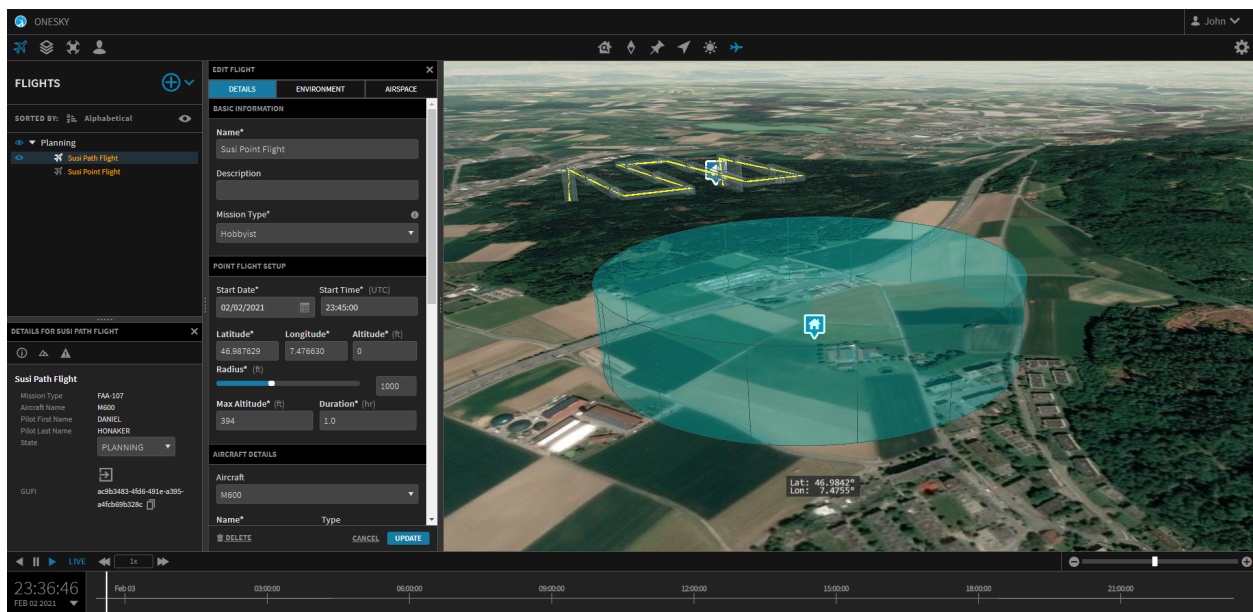 ONESKY
John
FLIGHTS
SORTED BY: Alphabetical
Planning
Susi Path Flight
Susi Point Flight
DETAILS FOR SUSI PATH FLIGHT
Susi Path Flight
Mission Type FAA-107
Aircraft Name M600
Pilot First Name DANIEL
Pilot Last Name HONAKER
State PLANNING
GUFI ac9b3483-4fd6-491e-a395-
a4fcb69b328c
EDIT FLIGHT
DETAILS ENVIRONMENT AIRSPACE
BASIC INFORMATION
Name*
Susi Point Flight
Description
Mission Type*
Hobbyist
POINT FLIGHT SETUP
Start Date* Start Time* (UTC)
02/02/2021 23:45:00
Latitude* Longitude* Altitude* (ft)
46.987629 7.476630 0
Radius* (ft)
1000
Max Altitude* (ft) Duration* (hr)
394 1.0
AIRCRAFT DETAILS
Aircraft
M600
Name* Type
DELETE CANCEL UPDATE
Lat: 46.9842°
Lon: 7.4755°
LIVE 1x
23:36:46
FEB 02 2021
Feb 03 03:00:00 06:00:00 09:00:00 12:00:00 15:00:00 18:00:00 21:00:00